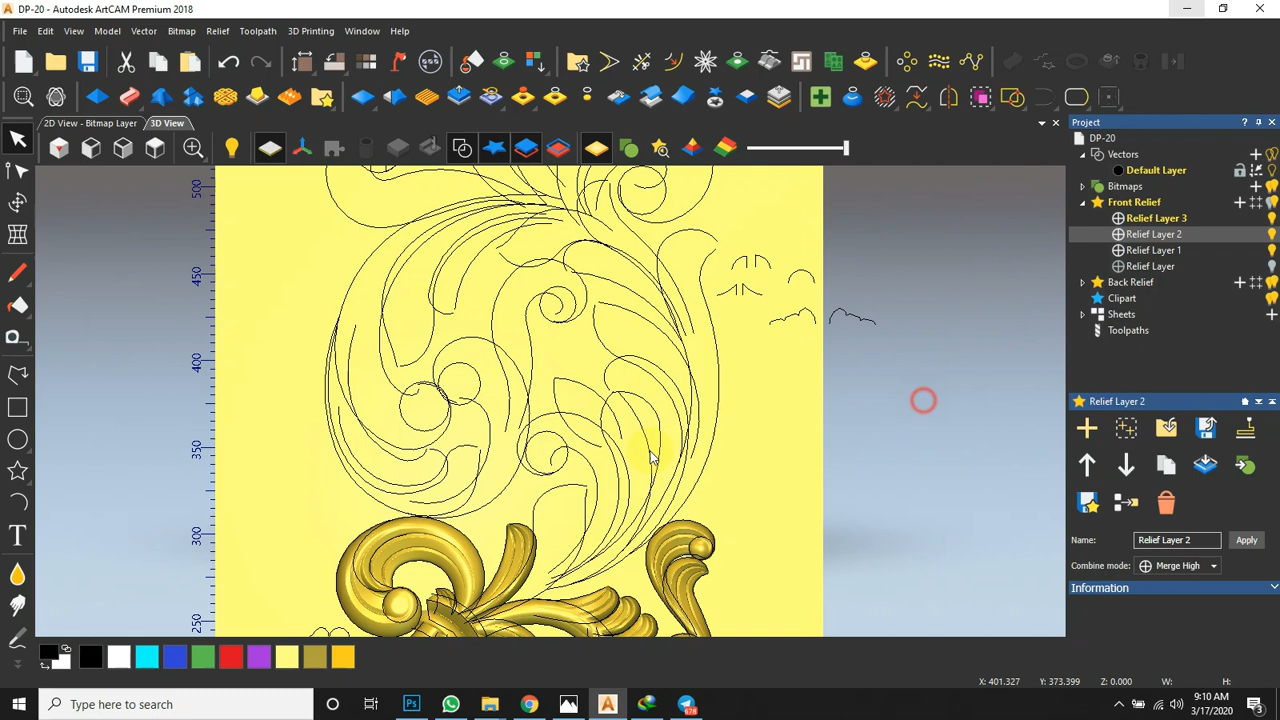 DP-20 - Autodesk ArtCAM Premium 2018
File Edit View Model Vector Bitmap Relief Toolpath 3D Printing Window Help
2D View - Bitmap Layer 3D View
Project
DP-20
Vectors
Default Layer
Bitmaps
Front Relief
Relief Layer 3
Relief Layer 2
Relief Layer 1
Relief Layer
Back Relief
Clipart
Sheets
Toolpaths
500
450
400
350
300
250
Relief Layer 2
Name: Relief Layer 2 Apply
Combine mode: Merge High
Information
X: 401.327 Y: 373.399 Z: 0.000 W: H:
Type here to search
Ps
678
9:10 AM
3/17/2020
3